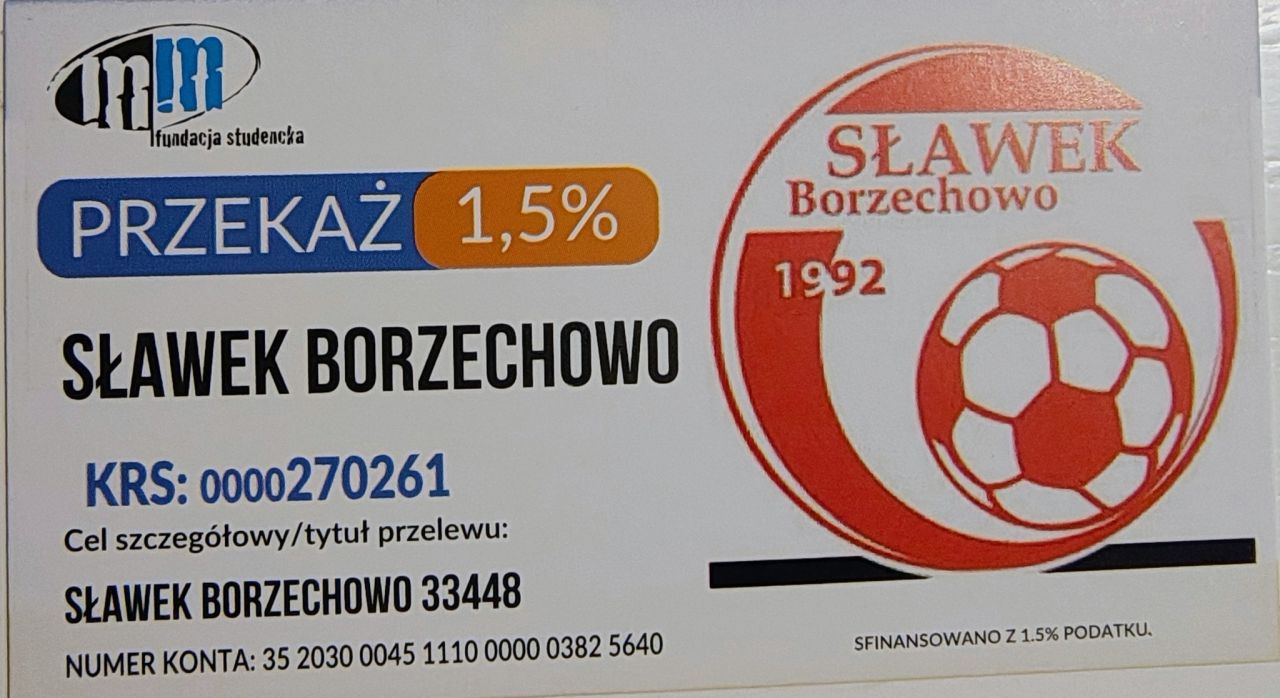 mm
fundacja studencka
PRZEKAŻ 1,5%
SŁAWEK BORZECHOWO
KRS: 0000270261
Cel szczegółowy/tytuł przelewu:
SŁAWEK BORZECHOWO 33448
NUMER KONTA: 35 2030 0045 1110 0000 0382 5640
SŁAWEK
Borzechowo
1992
SFINANSOWANO Z 1.5% PODATKU.